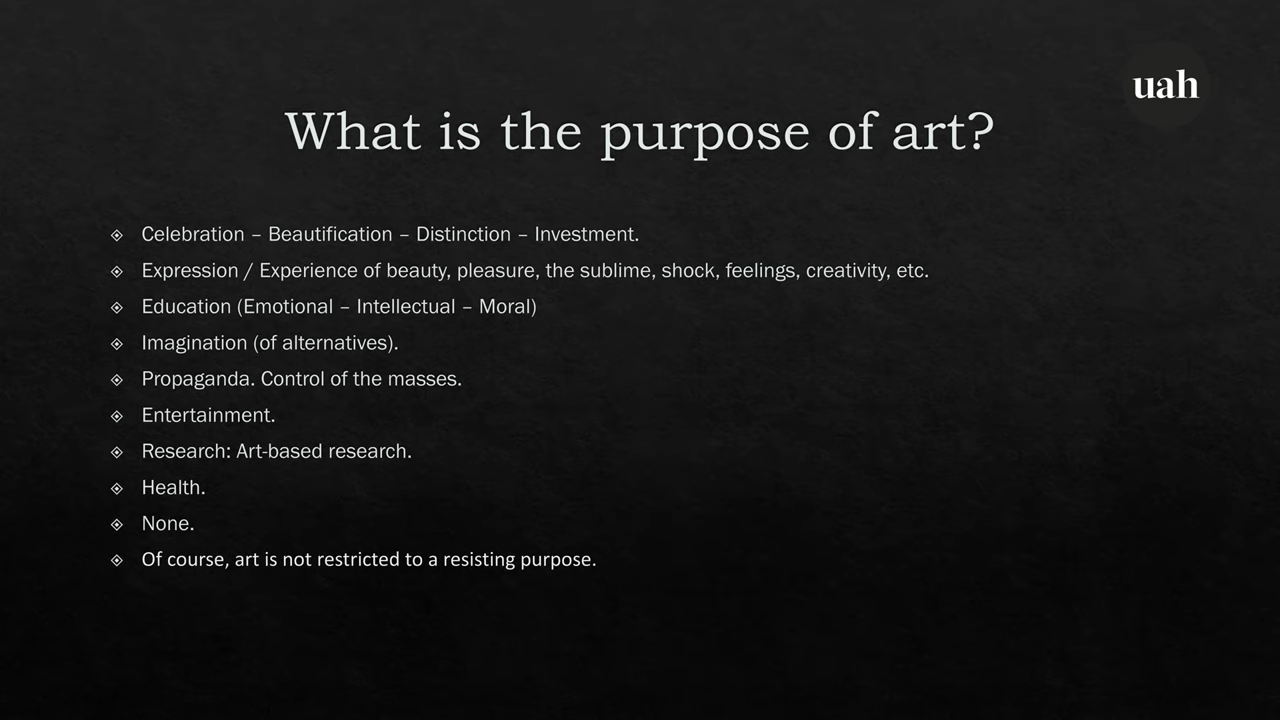 uah
What is the purpose of art?
Celebration – Beautification – Distinction – Investment.
Expression / Experience of beauty, pleasure, the sublime, shock, feelings, creativity, etc.
Education (Emotional – Intellectual – Moral)
Imagination (of alternatives).
Propaganda. Control of the masses.
Entertainment.
Research: Art-based research.
Health.
None.
Of course, art is not restricted to a resisting purpose.